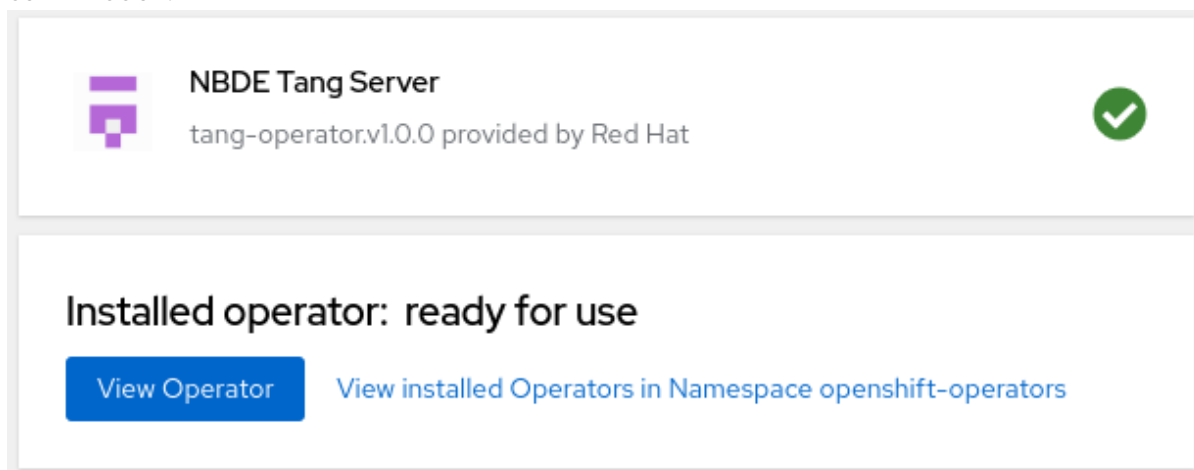 NBDE Tang Server
tang-operator.v1.0.0 provided by Red Hat
Installed operator: ready for use
View Operator
View installed Operators in Namespace openshift-operators